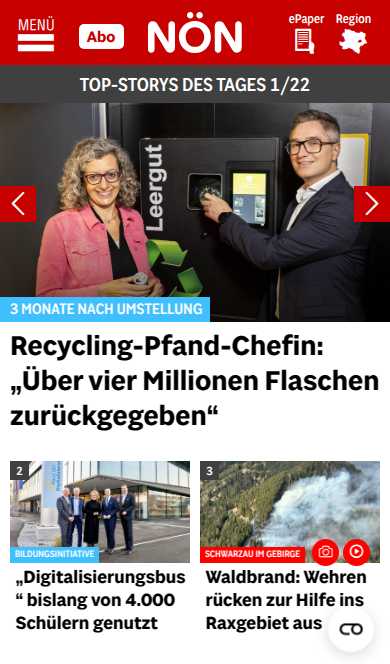 MENÜ
Abo
NÖN
ePaper
Region
TOP-STORYS DES TAGES 1/22
Leergut
3 MONATE NACH UMSTELLUNG
Recycling-Pfand-Chefin:
„Über vier Millionen Flaschen
zurückgegeben“
2
BILDUNGSINITIATIVE
„Digitalisierungsbus
“ bislang von 4.000
Schülern genutzt
3
SCHWARZAU IM GEBIRGE
Waldbrand: Wehren
rücken zur Hilfe ins
Raxgebiet aus